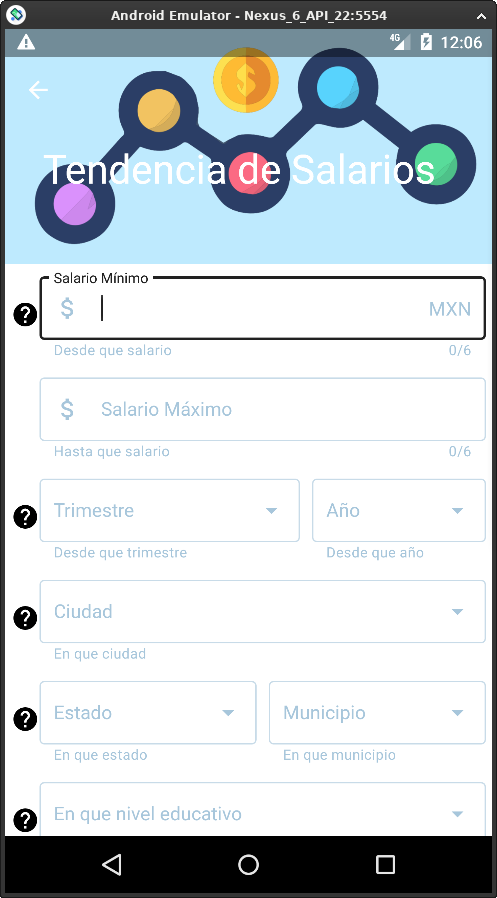 Android Emulator - Nexus_6_API_22:5554
4G 12:06
$
Tendencia de Salarios
Salario Mínimo
? $ MXN
Desde que salario 0/6
$ Salario Máximo
Hasta que salario 0/6
? Trimestre Año
Desde que trimestre Desde que año
? Ciudad
En que ciudad
? Estado Municipio
En que estado En que municipio
? En que nivel educativo